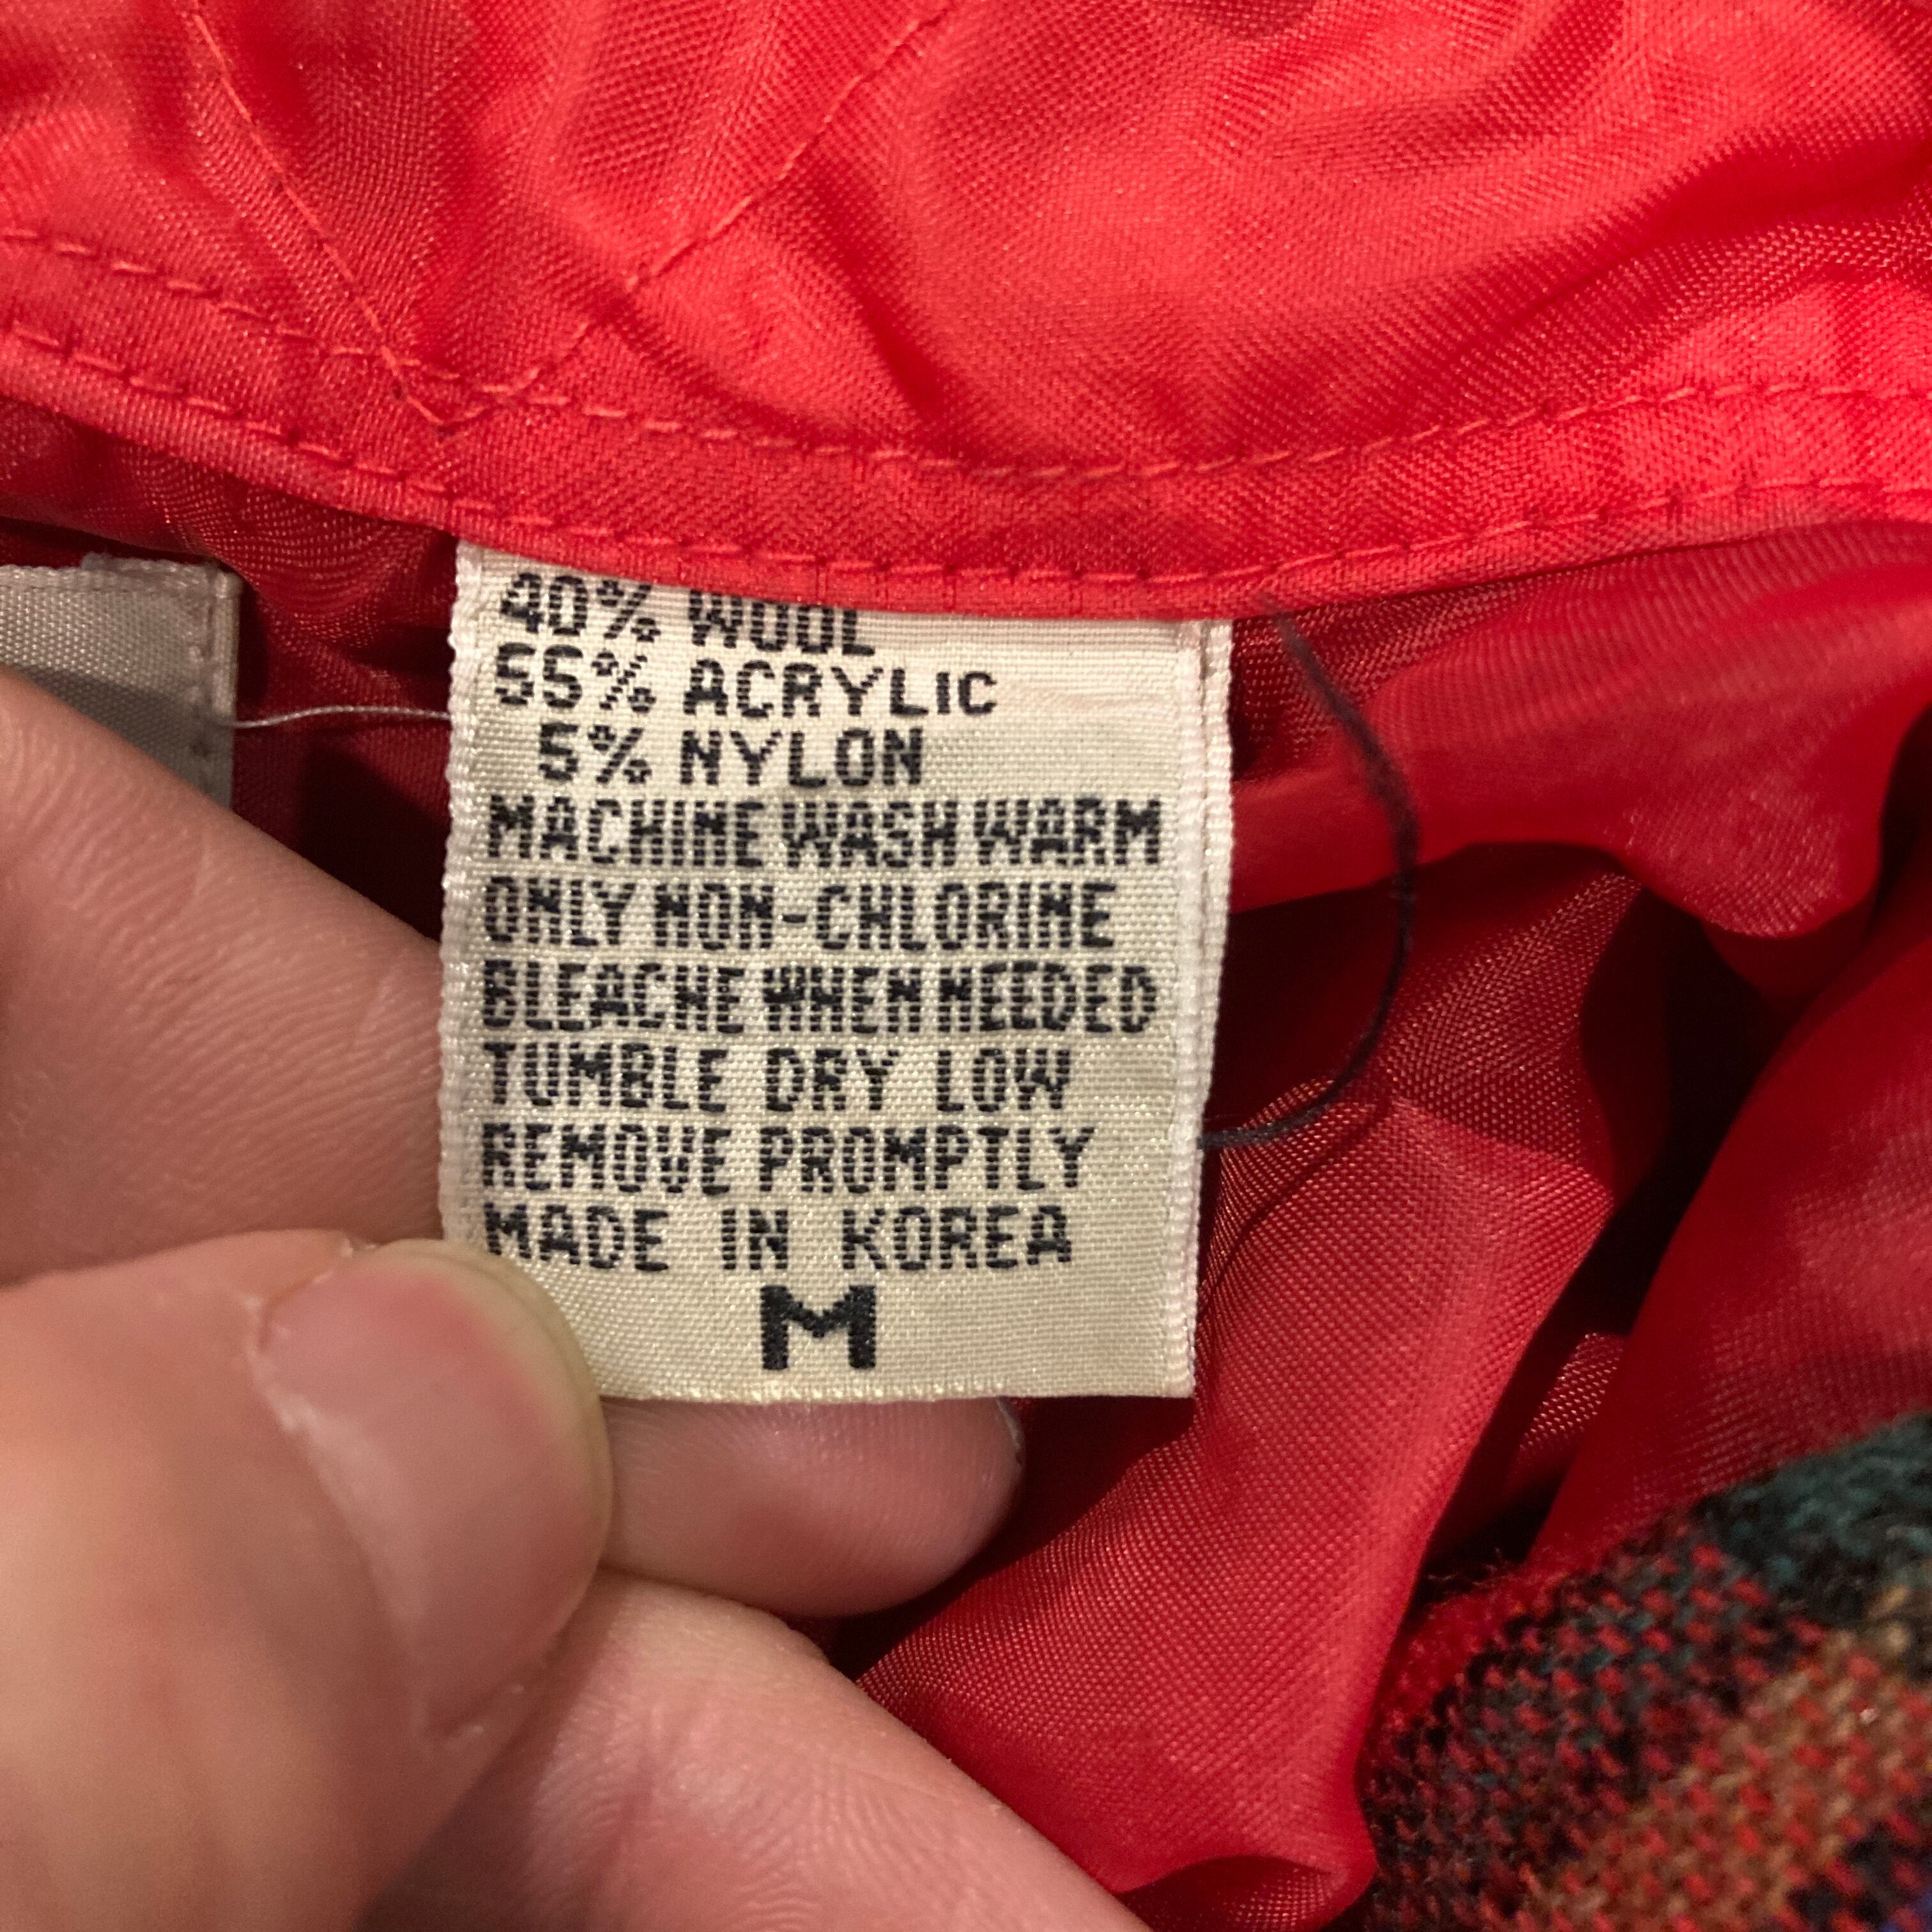 40% WOOL
55% ACRYLIC
5% NYLON
MACHINE WASH WARM
ONLY NON-CHLORINE
BLEACHE WHEN NEEDED
TUMBLE DRY LOW
REMOVE PROMPTLY
MADE IN KOREA
M